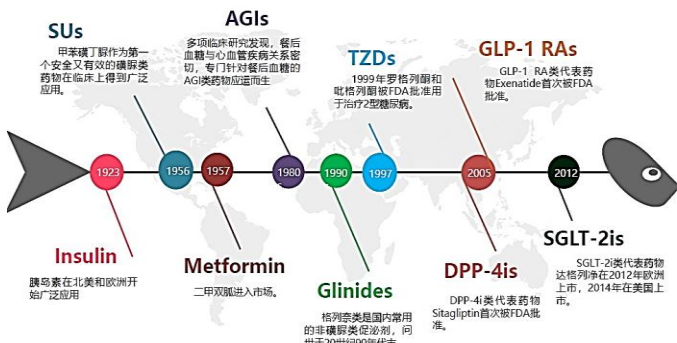 SUs
甲苯磺丁脲作为第一
个安全又有效的磺脲类
药物在临床上得到广泛
应用。
AGIs
多项临床研究发现，餐后
血糖与心血管疾病关系密
切，专门针对餐后血糖的
AGI类药物应运而生
TZDs
1999年罗格列酮和
吡格列酮被FDA批准用
于治疗2型糖尿病。
GLP-1 RAs
GLP-1 RA类代表药
物Exenatide首次被FDA
批准。
1923
1956
1957
1980
1990
1997
2005
2012
Insulin
胰岛素在北美和欧洲开
始广泛应用
Metformin
二甲双胍进入市场。
Glinides
格列奈类是国内常用
的非磺脲类促泌剂，问
世于20世纪90年代末
DPP-4is
DPP-4i类代表药物
Sitagliptin首次被FDA批
准。
SGLT-2is
SGLT-2i类代表药物
达格列净在2012年欧洲
上市，2014年在美国上
市。